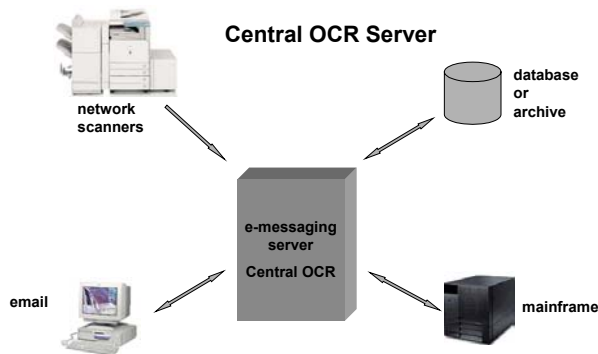 Central OCR Server
network
scanners
database
or
archive
e-messaging
server
Central OCR
email
mainframe